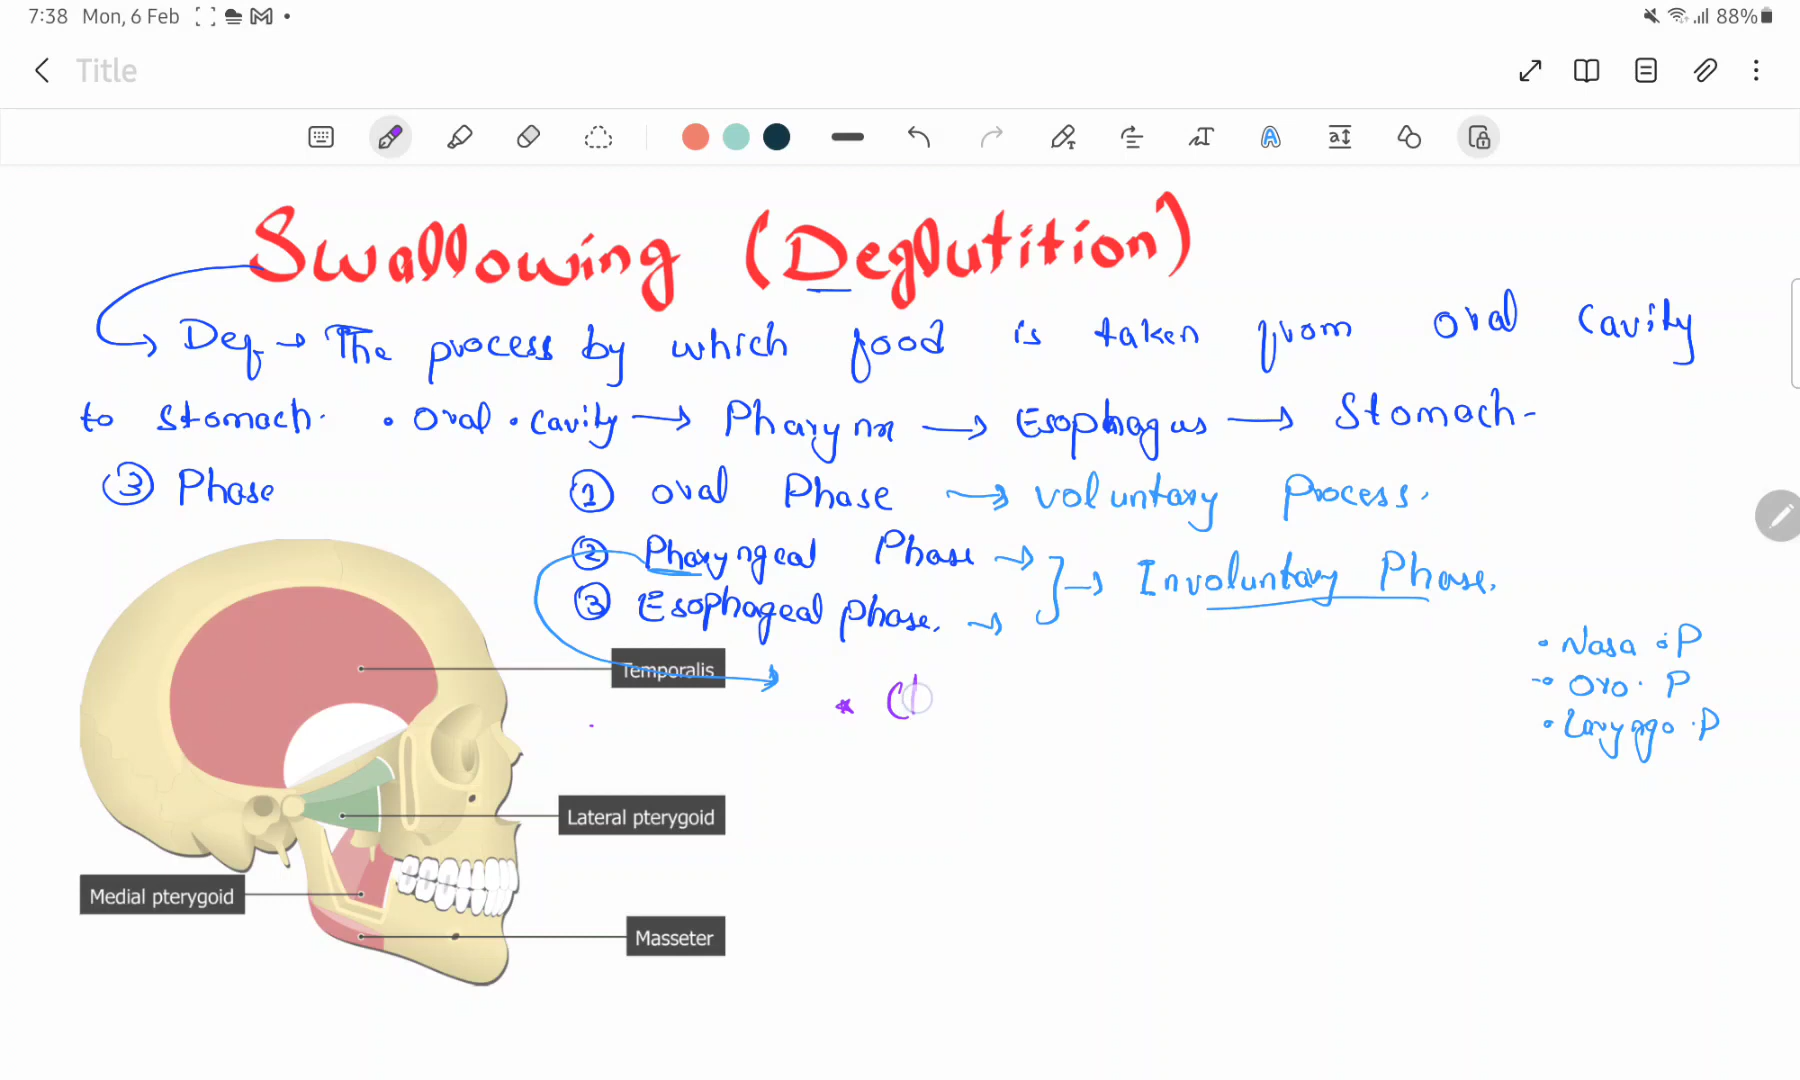 7:38 Mon, 6 Feb 88%
Title
Swallowing (Deglutition)
Def → The process by which food is taken from oral cavity
to stomach. • oral • cavity → Pharynx → Esophagus → Stomach-
③ Phase
① oral Phase → voluntary Process.
② Pharyngeal Phase →
③ Esophageal phase. →
} → Involuntary Phase.
• Nasa • P
→ Oro • P
• Laryngo • P
Temporalis
Lateral pterygoid
Medial pterygoid
Masseter